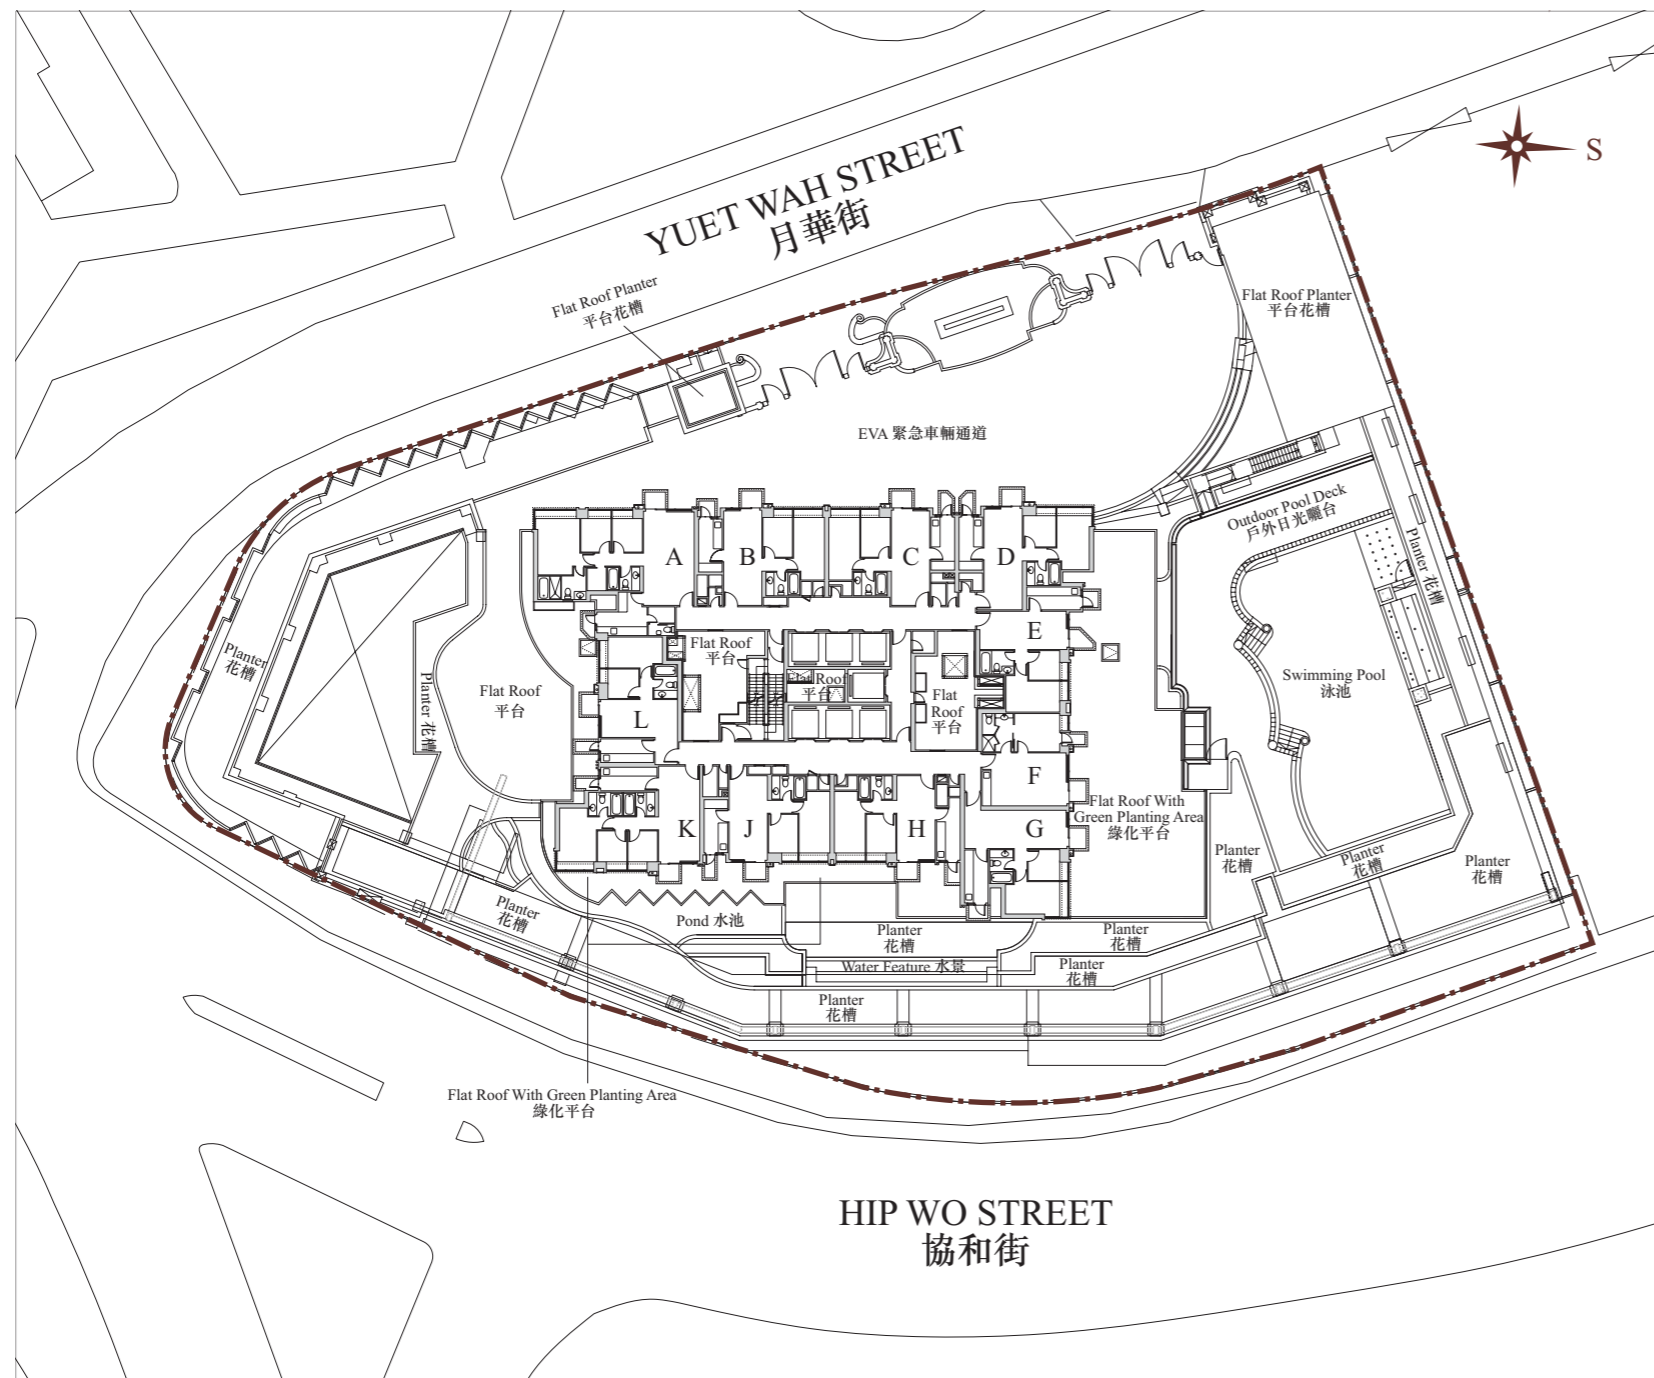 YUET WAH STREET
月華街
S
Flat Roof Planter
平台花槽
Flat Roof Planter
平台花槽
EVA 緊急車輛通道
Outdoor Pool Deck
戶外日光曬台
Planter 花槽
A
B
C
D
E
Flat Roof
平台
Flat Roof
平台
Flat
Roof
平台
Planter
花槽
Planter 花槽
Flat Roof
平台
Swimming Pool
泳池
L
F
Flat Roof With
Green Planting Area
綠化平台
K
J
H
G
Planter
花槽
Planter
花槽
Planter
花槽
Planter
花槽
Pond 水池
Planter
花槽
Planter
花槽
Water Feature 水景
Planter
花槽
Planter
花槽
Flat Roof With Green Planting Area
綠化平台
HIP WO STREET
協和街